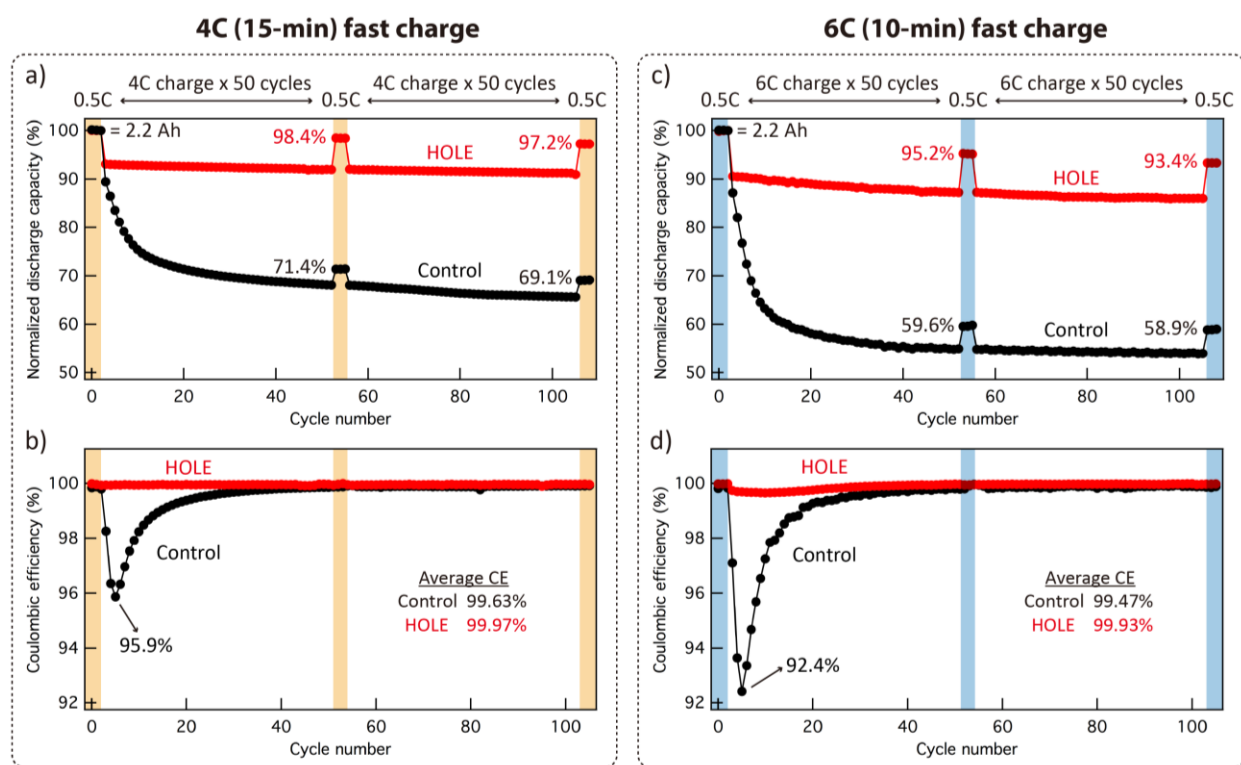 4C (15-min) fast charge
a)
4C charge x 50 cycles
4C charge x 50 cycles
0.5C
0.5C
0.5C
= 2.2 Ah
98.4%
HOLE
97.2%
71.4%
Control
69.1%
Normalized discharge capacity (%)
100
90
80
70
60
50
0
20
40
60
80
100
Cycle number
b)
HOLE
Control
95.9%
Average CE
Control 99.63%
HOLE 99.97%
Coulombic efficiency (%)
100
98
96
94
92
0
20
40
60
80
100
Cycle number
6C (10-min) fast charge
c)
6C charge x 50 cycles
6C charge x 50 cycles
0.5C
0.5C
0.5C
= 2.2 Ah
95.2%
HOLE
93.4%
59.6%
Control
58.9%
Normalized discharge capacity (%)
100
90
80
70
60
50
0
20
40
60
80
100
Cycle number
d)
HOLE
Control
92.4%
Average CE
Control 99.47%
HOLE 99.93%
Coulombic efficiency (%)
100
98
96
94
92
0
20
40
60
80
100
Cycle number